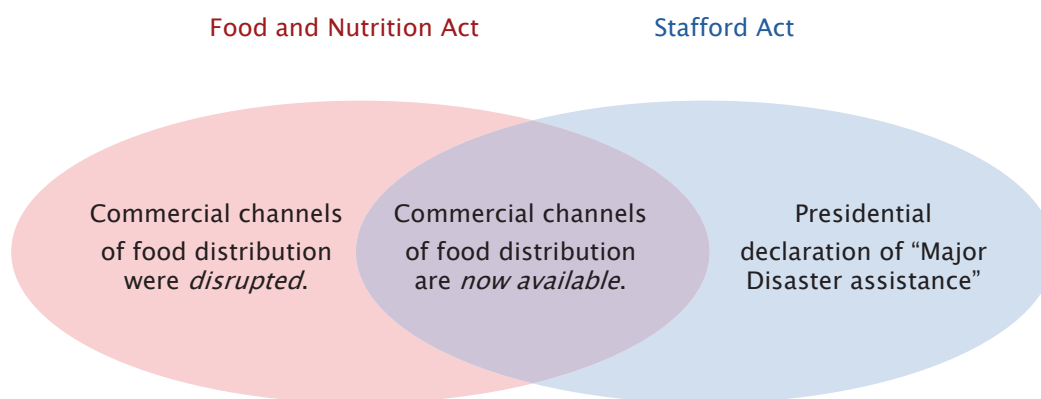 Food and Nutrition Act
Stafford Act
Commercial channels
of food distribution
were disrupted.
Commercial channels
of food distribution
are now available.
Presidential
declaration of “Major
Disaster assistance”